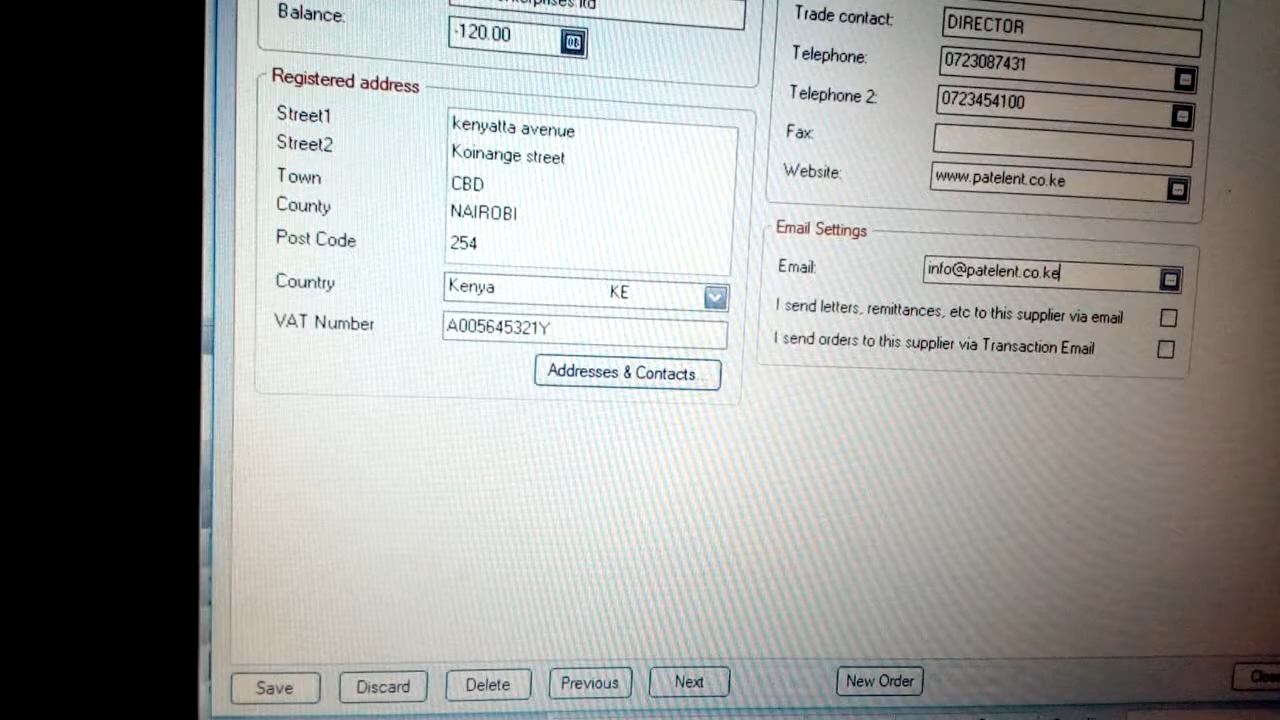 Balance:
-120.00
OB
Registered address
Street1
kenyatta avenue
Street2
Koinange street
Town
CBD
County
NAIROBI
Post Code
254
Country
Kenya KE
VAT Number
A005645321Y
Addresses & Contacts...
Trade contact:
DIRECTOR
Telephone:
0723087431
Telephone 2:
0723454100
Fax:
Website:
www.patelent.co.ke
Email Settings
Email:
info@patelent.co.ke
I send letters, remittances, etc to this supplier via email
I send orders to this supplier via Transaction Email
Save
Discard
Delete
Previous
Next
New Order